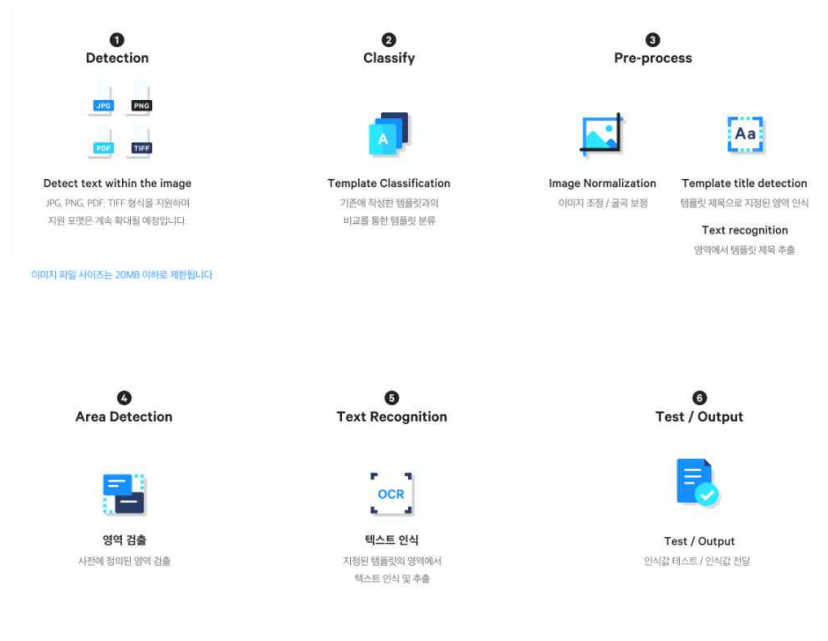 1
Detection
JPG
PNG
PDF
TIFF
Detect text within the image
JPG, PNG, PDF, TIFF 형식을 지원하며
지원 포맷은 계속 확대될 예정입니다.
이미지 파일 사이즈는 20MB 이하로 제한됩니다.
2
Classify
A
Template Classification
기존에 작성한 템플릿과의
비교를 통한 템플릿 분류
3
Pre-process
Image Normalization
이미지 조정 / 굴곡 보정
Aa
Template title detection
템플릿 제목으로 지정된 영역 인식
Text recognition
영역에서 템플릿 제목 추출
4
Area Detection
영역 검출
사전에 정의된 영역 검출
5
Text Recognition
OCR
텍스트 인식
지정된 템플릿의 영역에서
텍스트 인식 및 추출
6
Test / Output
Test / Output
인식값 테스트 / 인식값 전달